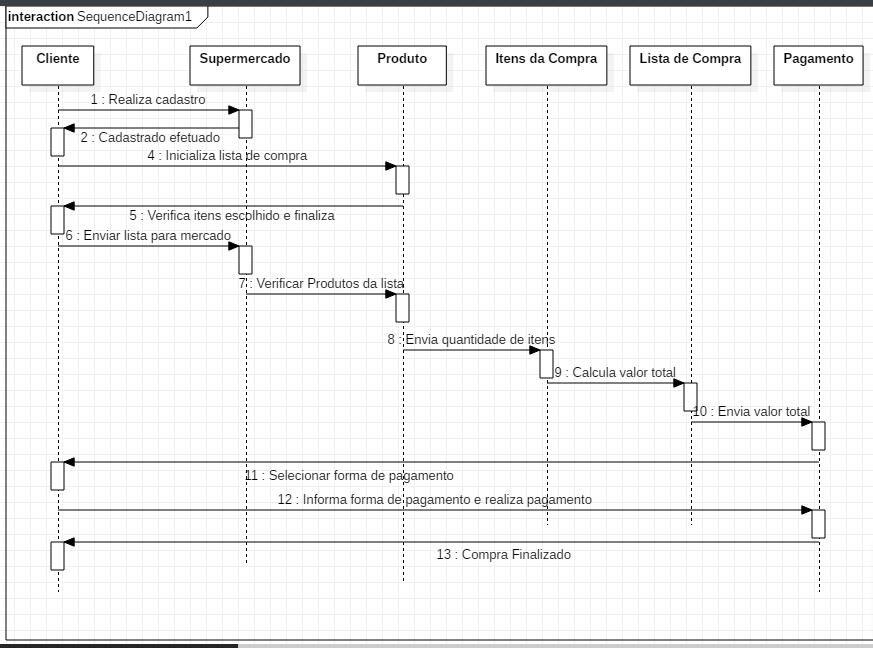 interaction SequenceDiagram1
Cliente
Supermercado
Produto
Itens da Compra
Lista de Compra
Pagamento
1 : Realiza cadastro
2 : Cadastrado efetuado
4 : Inicializa lista de compra
5 : Verifica itens escolhido e finaliza
6 : Enviar lista para mercado
7 : Verificar Produtos da lista
8 : Envia quantidade de itens
9 : Calcula valor total
10 : Envia valor total
11 : Selecionar forma de pagamento
12 : Informa forma de pagamento e realiza pagamento
13 : Compra Finalizado